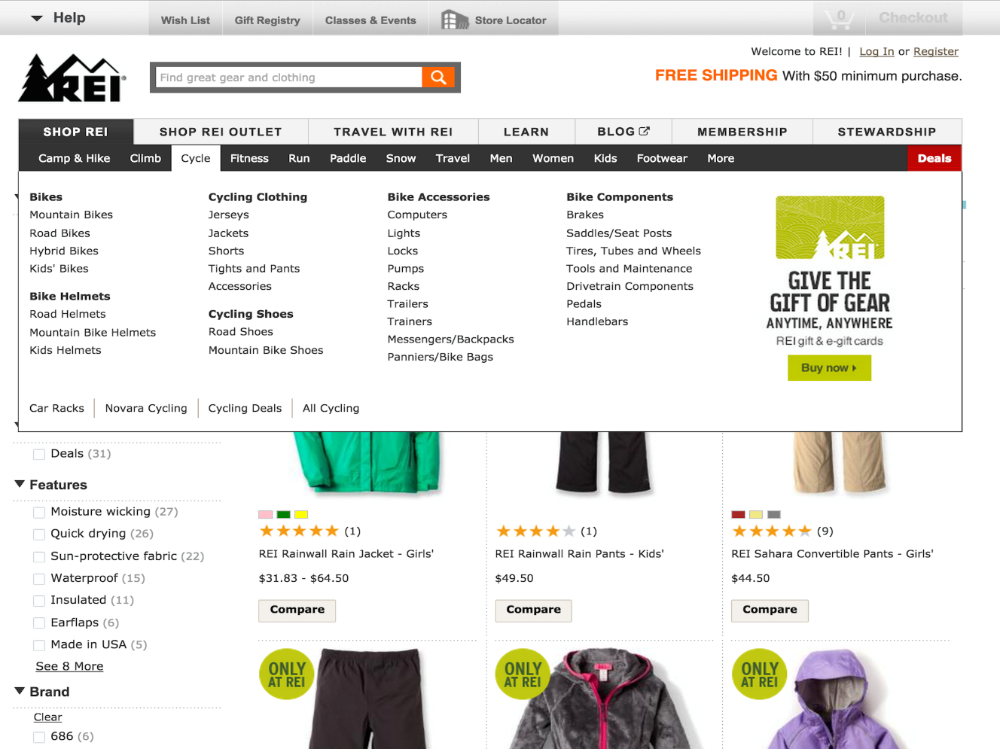 Help
Wish List
Gift Registry
Classes & Events
Store Locator
0
Checkout
Welcome to REI! | Log In or Register
REI®
Find great gear and clothing
FREE SHIPPING With $50 minimum purchase.
SHOP REI
SHOP REI OUTLET
TRAVEL WITH REI
LEARN
BLOG
MEMBERSHIP
STEWARDSHIP
Camp & Hike
Climb
Cycle
Fitness
Run
Paddle
Snow
Travel
Men
Women
Kids
Footwear
More
Deals
Bikes
Mountain Bikes
Road Bikes
Hybrid Bikes
Kids' Bikes
Bike Helmets
Road Helmets
Mountain Bike Helmets
Kids Helmets
Cycling Clothing
Jerseys
Jackets
Shorts
Tights and Pants
Accessories
Cycling Shoes
Road Shoes
Mountain Bike Shoes
Bike Accessories
Computers
Lights
Locks
Pumps
Racks
Trailers
Trainers
Messengers/Backpacks
Panniers/Bike Bags
Bike Components
Brakes
Saddles/Seat Posts
Tires, Tubes and Wheels
Tools and Maintenance
Drivetrain Components
Pedals
Handlebars
REI
GIVE THE
GIFT OF GEAR
ANYTIME, ANYWHERE
REI gift & e-gift cards
Buy now
Car Racks
Novara Cycling
Cycling Deals
All Cycling
Deals (31)
Features
Moisture wicking (27)
Quick drying (26)
Sun-protective fabric (22)
Waterproof (15)
Insulated (11)
Earflaps (6)
Made in USA (5)
See 8 More
Brand
Clear
686 (6)
(1)
REI Rainwall Rain Jacket - Girls'
$31.83 - $64.50
Compare
(1)
REI Rainwall Rain Pants - Kids'
$49.50
Compare
(9)
REI Sahara Convertible Pants - Girls'
$44.50
Compare
ONLY
AT REI
ONLY
AT REI
ONLY
AT REI